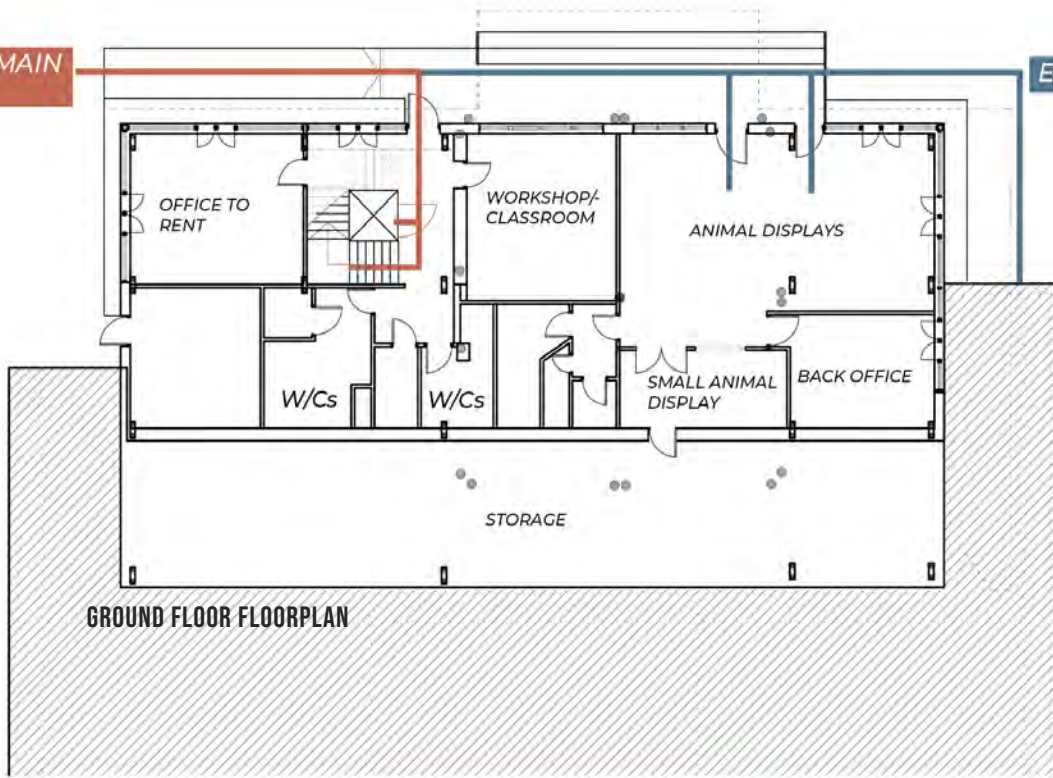 MAIN
E
OFFICE TO
RENT
WORKSHOP/-
CLASSROOM
ANIMAL DISPLAYS
W/Cs
W/Cs
SMALL ANIMAL
DISPLAY
BACK OFFICE
STORAGE
GROUND FLOOR FLOORPLAN